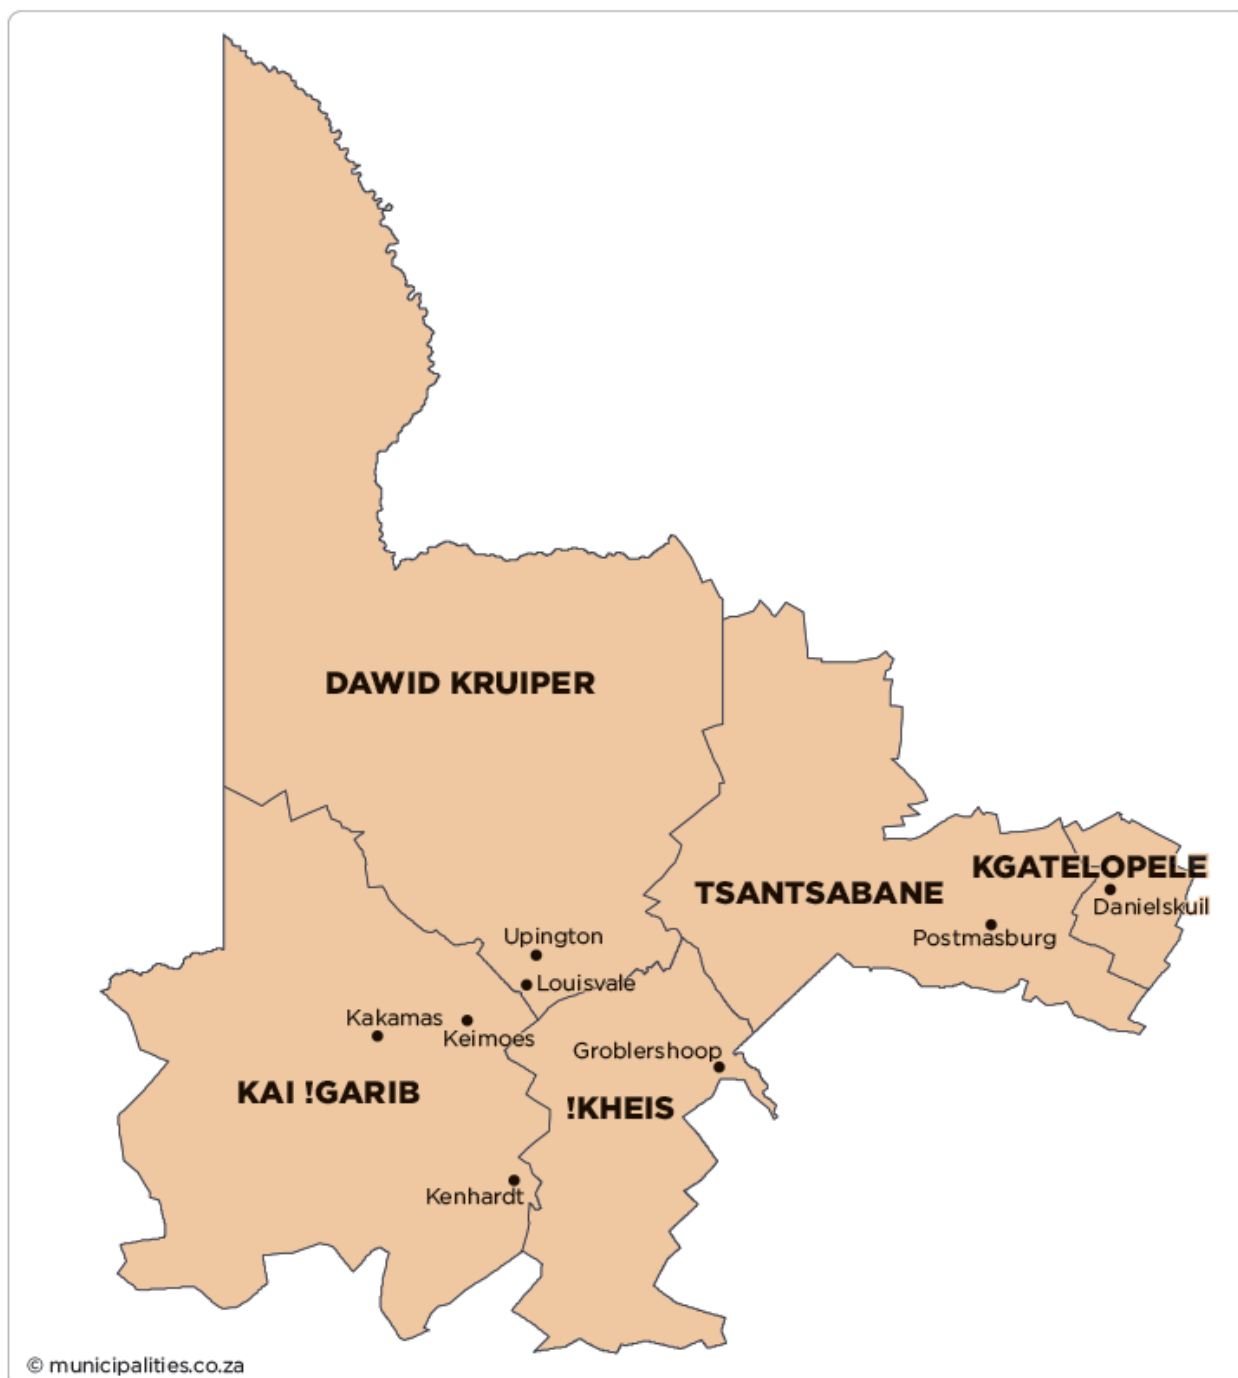 DAWID KRUIPER
KGATELOPELE
TSANTSABANE
Danielskuil
Upington
Postmasburg
Louisvale
Kakamas
Keimoes
Groblershoop
KAI !GARIB
!KHEIS
Kenhardt
© municipalities.co.za